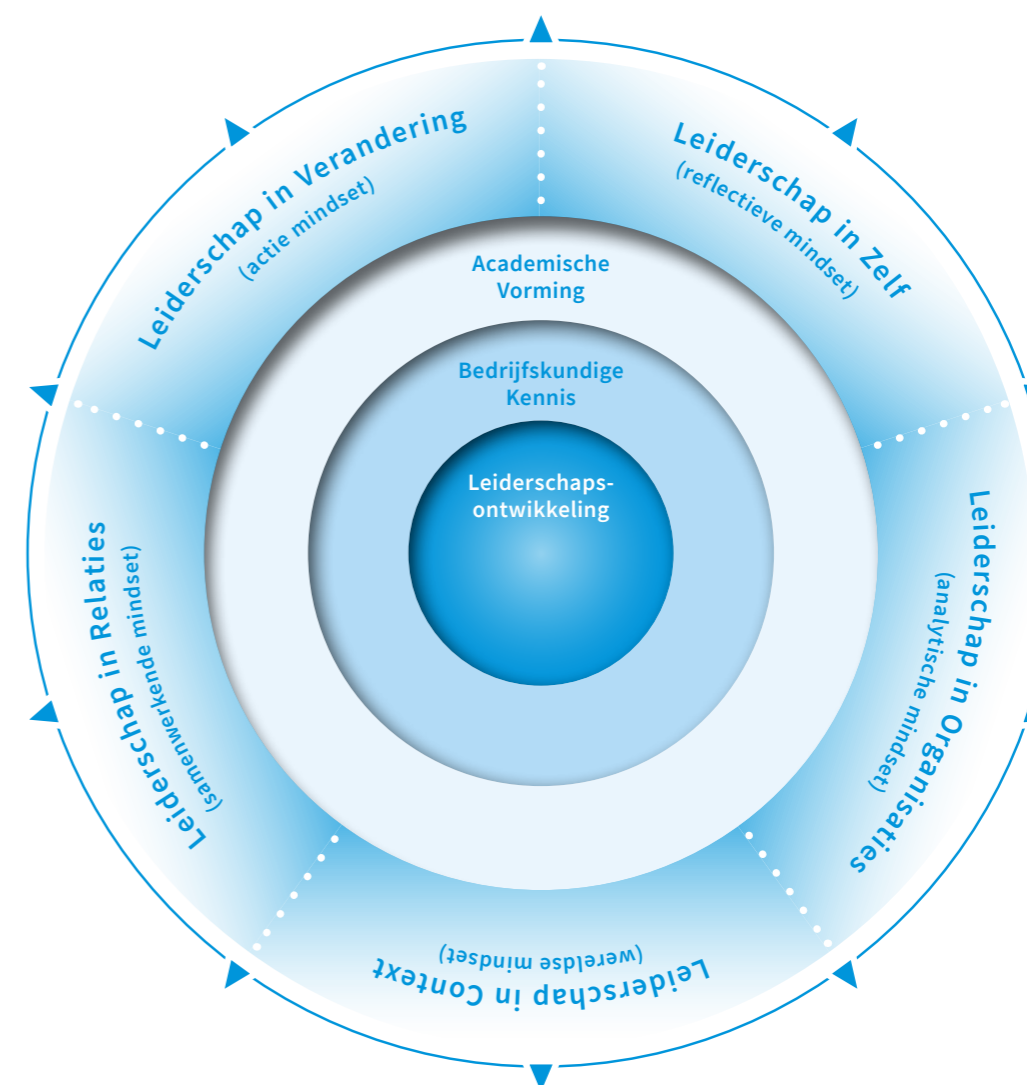 Leiderschap in Verandering
(actie mindset)
Leiderschap in Zelf
(reflectieve mindset)
Academische
Vorming
Bedrijfskundige
Kennis
Leiderschaps-
ontwikkeling
Leiderschap in Relaties
(samenwerkende mindset)
Leiderschap in Organisaties
(analytische mindset)
(wereldse mindset)
Leiderschap in Context